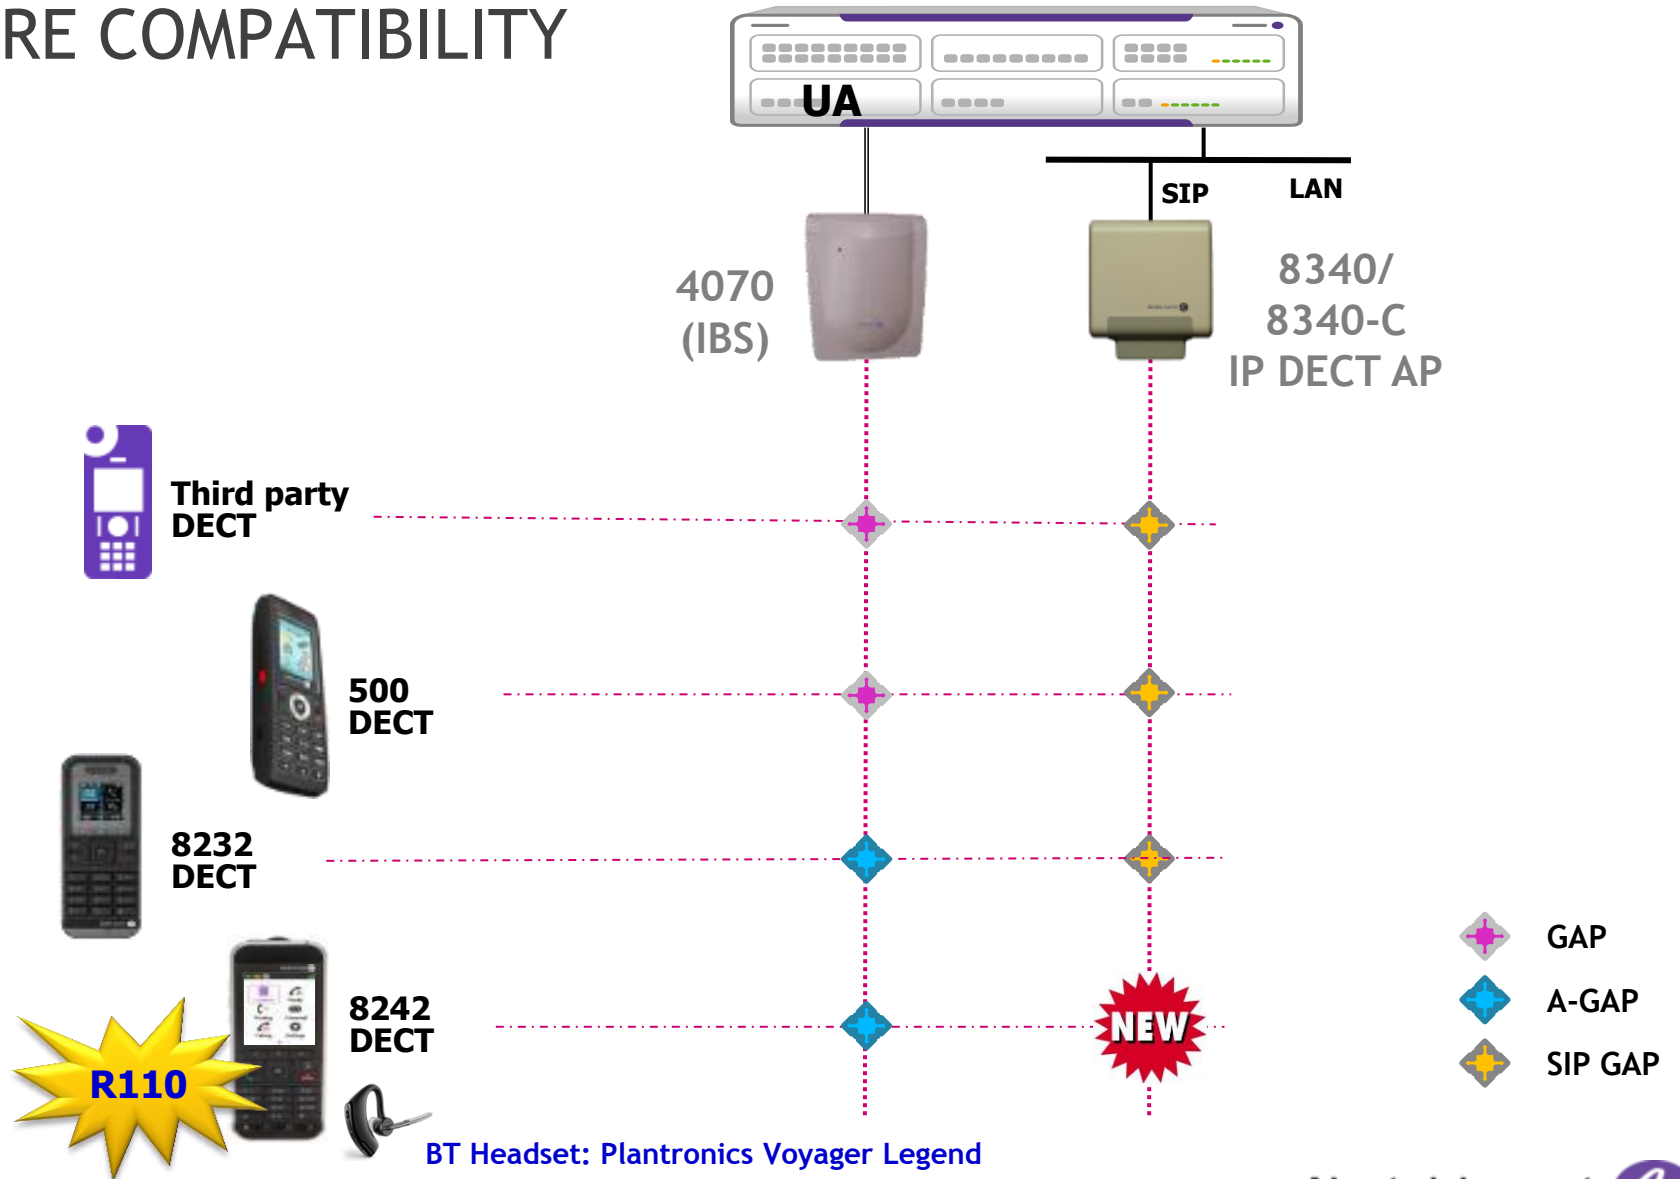 RE COMPATIBILITY
UA
SIP
LAN
4070
(IBS)
8340/
8340-C
IP DECT AP
Third party
DECT
500
DECT
8232
DECT
8242
DECT
NEW
R110
BT Headset: Plantronics Voyager Legend
GAP
A-GAP
SIP GAP